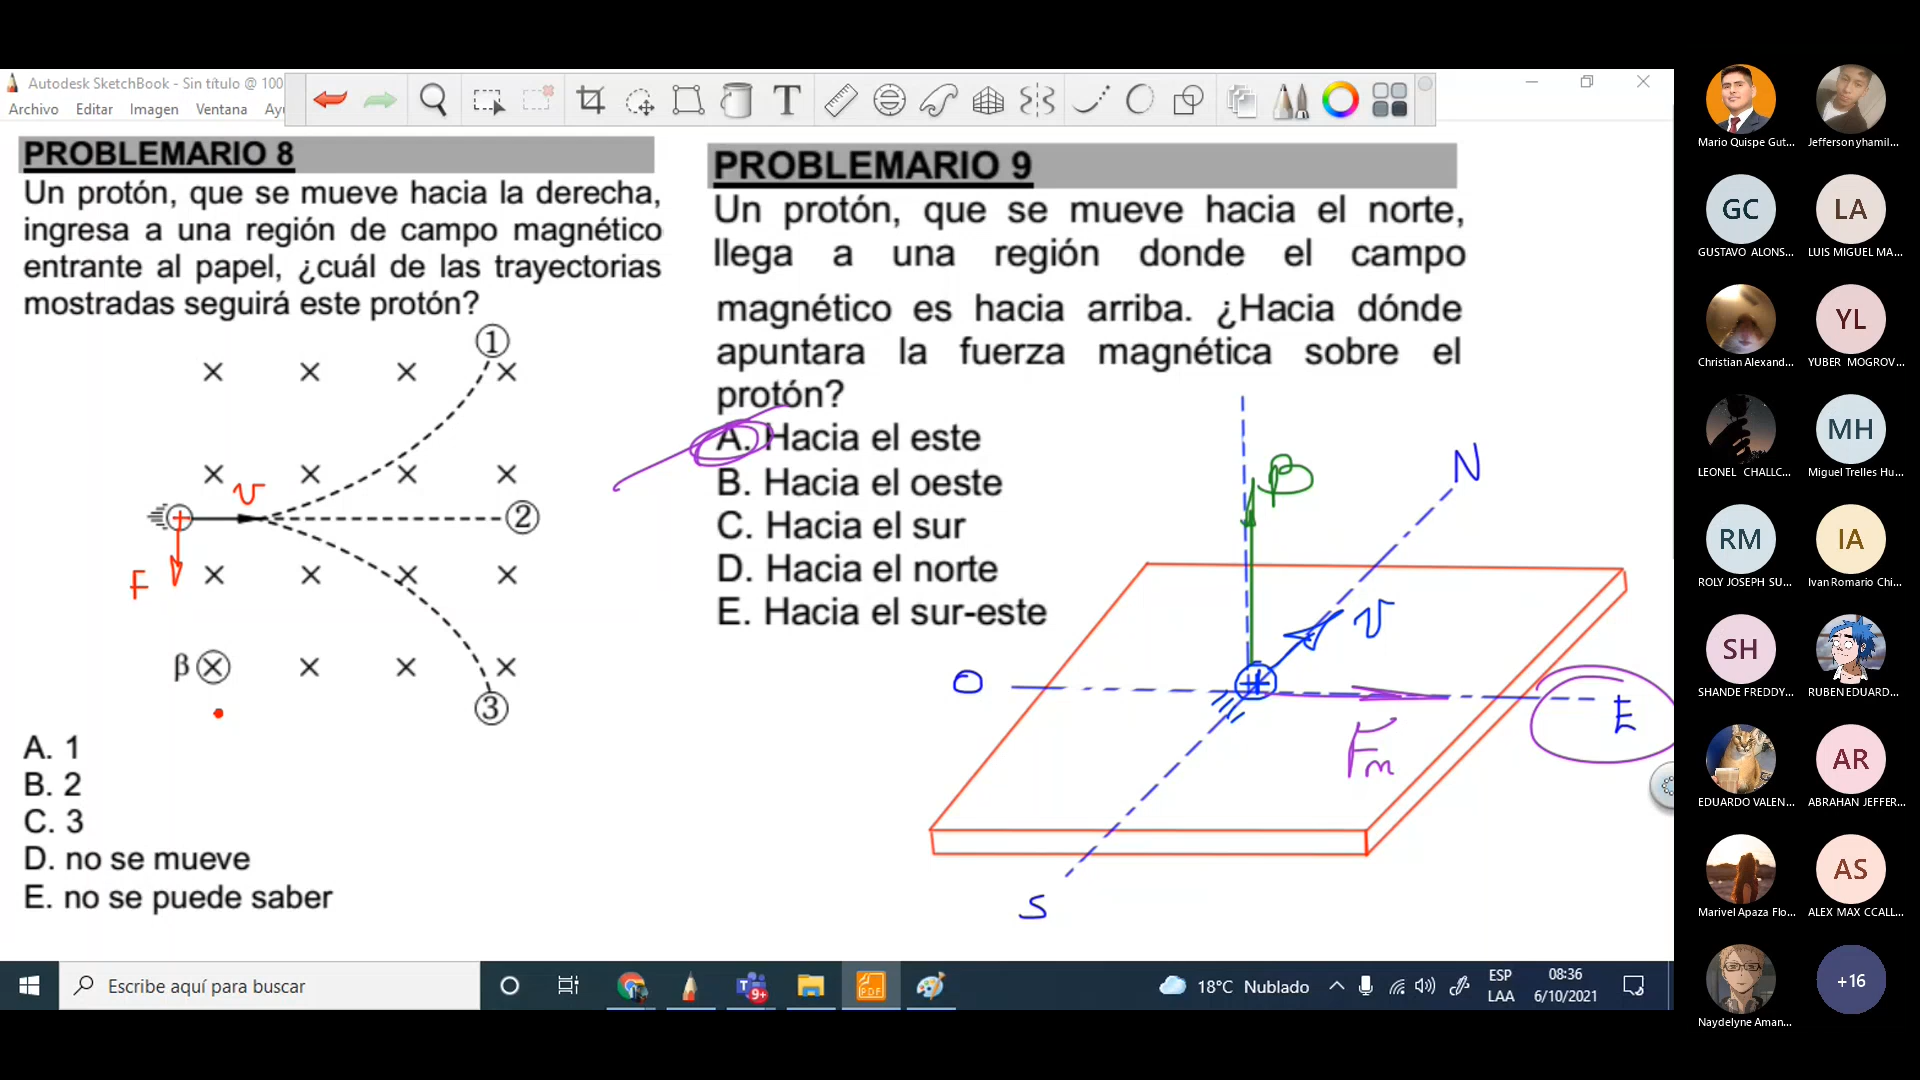 Autodesk SketchBook - Sin título @ 100
Archivo Editar Imagen Ventana Ayu
T
PROBLEMARIO 8
Un protón, que se mueve hacia la derecha,
ingresa a una región de campo magnético
entrante al papel, ¿cuál de las trayectorias
mostradas seguirá este protón?
1
v
2
F
β
3
A. 1
B. 2
C. 3
D. no se mueve
E. no se puede saber
PROBLEMARIO 9
Un protón, que se mueve hacia el norte,
llega a una región donde el campo
magnético es hacia arriba. ¿Hacia dónde
apuntara la fuerza magnética sobre el
protón?
A. Hacia el este
B. Hacia el oeste
C. Hacia el sur
D. Hacia el norte
E. Hacia el sur-este
β
N
v
O
E
Fm
S
Mario Quispe Gut...
Jefferson yhamil...
GC
GUSTAVO ALONS...
LA
LUIS MIGUEL MA...
Christian Alexand...
YL
YUBER MOGROV...
LEONEL CHALLC...
MH
Miguel Trelles Hu...
RM
ROLY JOSEPH SU...
IA
Ivan Romario Chi...
SH
SHANDE FREDDY...
RUBEN EDUARD...
EDUARDO VALEN...
AR
ABRAHAN JEFFER...
Marivel Apaza Flo...
AS
ALEX MAX CCALL...
Naydelyne Aman...
+16
Escribe aquí para buscar
9+
PDF
18°C Nublado
ESP
LAA
08:36
6/10/2021